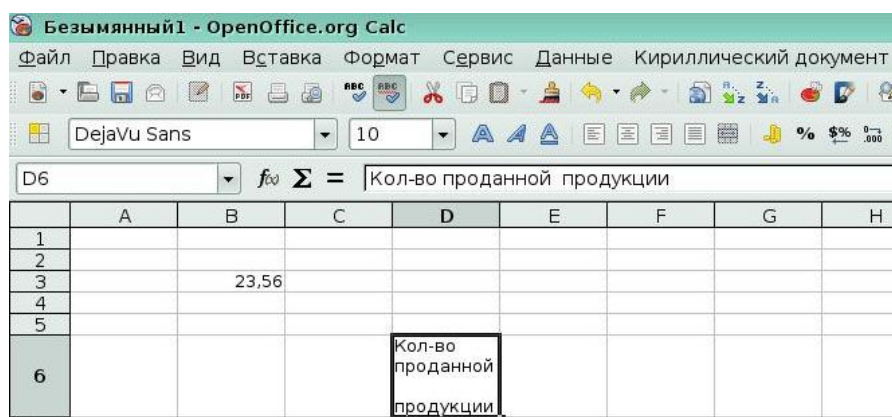 Безымянный1 - OpenOffice.org Calc
Файл Правка Вид Вставка Формат Сервис Данные Кириллический документ
DejaVu Sans 10 % $% .000
D6 f(x) Σ = Кол-во проданной продукции
A B C D E F G H
1
2
3 23,56
4
5
6
Кол-во
проданной
продукции